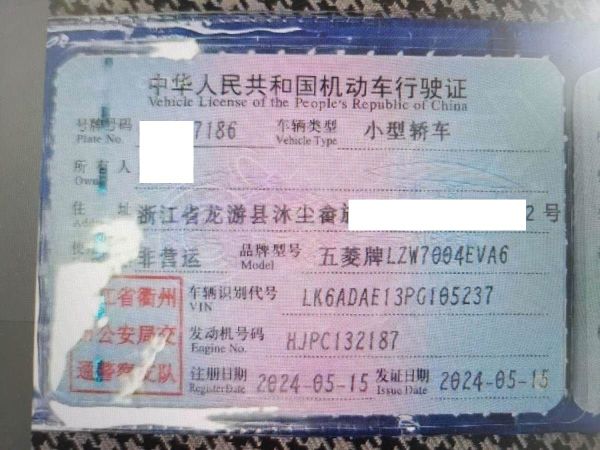 中华人民共和国机动车行驶证
Vehicle License of the People's Republic of China
号牌号码 7186 车辆类型 小型轿车
Plate No. Vehicle Type
所有人
Owner
住址 浙江省龙游县沐尘畲族 2号
Address
非营运 品牌型号 五菱牌LZW7004EVA6
Model
江省衢州 车辆识别代号 LK6ADAE13PG105237
VIN
公安局交 发动机号码 HJPC132187
Engine No.
通警察支队 注册日期 2024-05-15 发证日期 2024-05-15
Register Date Issue Date